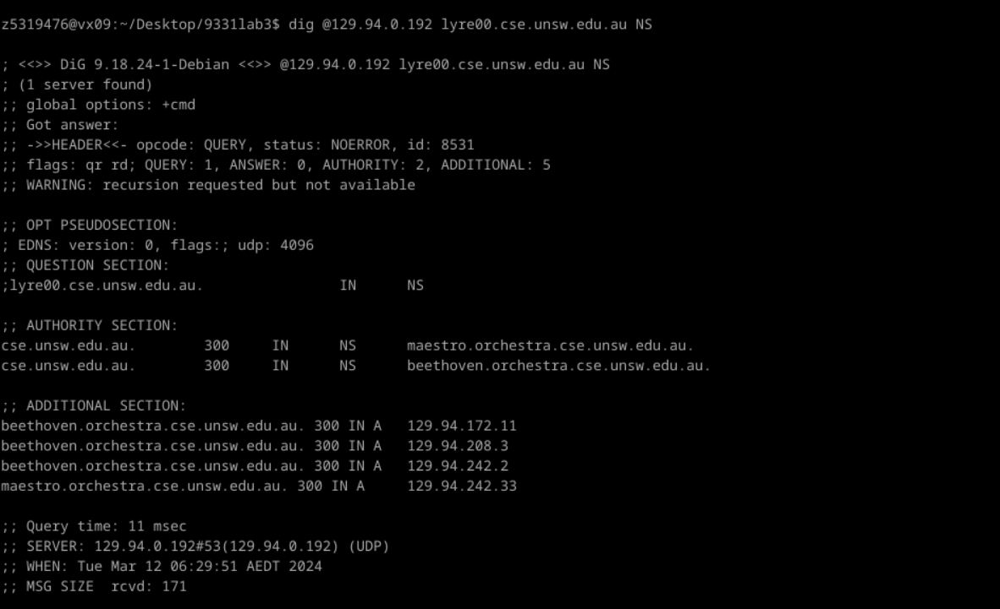 z5319476@vx09:~/Desktop/9331lab3$ dig @129.94.0.192 lyre00.cse.unsw.edu.au NS
; <<>> DiG 9.18.24-1-Debian <<>> @129.94.0.192 lyre00.cse.unsw.edu.au NS
; (1 server found)
;; global options: +cmd
;; Got answer:
;; ->>HEADER<<- opcode: QUERY, status: NOERROR, id: 8531
;; flags: qr rd; QUERY: 1, ANSWER: 0, AUTHORITY: 2, ADDITIONAL: 5
;; WARNING: recursion requested but not available
;; OPT PSEUDOSECTION:
; EDNS: version: 0, flags:; udp: 4096
;; QUESTION SECTION:
;lyre00.cse.unsw.edu.au. IN NS
;; AUTHORITY SECTION:
cse.unsw.edu.au. 300 IN NS maestro.orchestra.cse.unsw.edu.au.
cse.unsw.edu.au. 300 IN NS beethoven.orchestra.cse.unsw.edu.au.
;; ADDITIONAL SECTION:
beethoven.orchestra.cse.unsw.edu.au. 300 IN A 129.94.172.11
beethoven.orchestra.cse.unsw.edu.au. 300 IN A 129.94.208.3
beethoven.orchestra.cse.unsw.edu.au. 300 IN A 129.94.242.2
maestro.orchestra.cse.unsw.edu.au. 300 IN A 129.94.242.33
;; Query time: 11 msec
;; SERVER: 129.94.0.192#53(129.94.0.192) (UDP)
;; WHEN: Tue Mar 12 06:29:51 AEDT 2024
;; MSG SIZE rcvd: 171